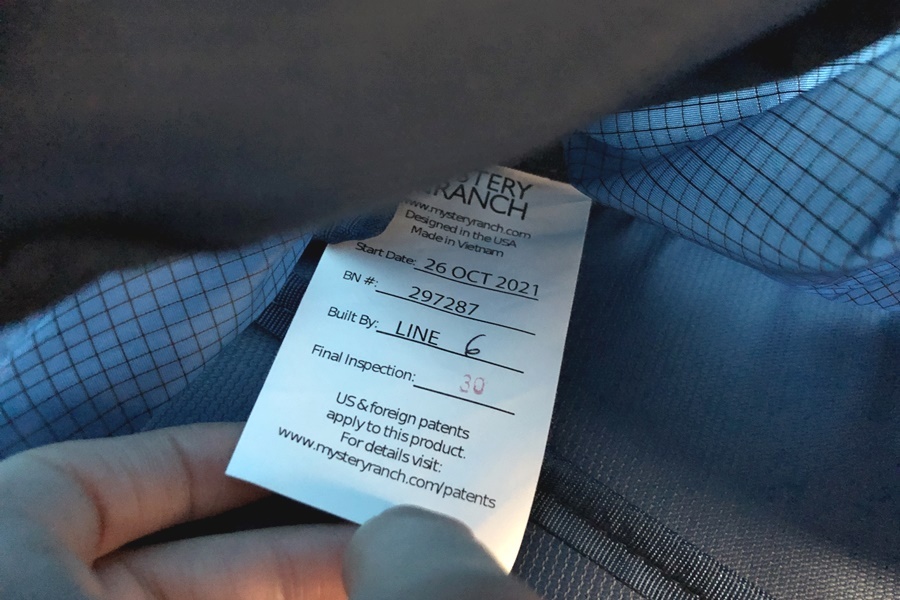 MYSTERY
RANCH
www.mysteryranch.com
Designed in the USA
Made in Vietnam
Start Date: 26 OCT 2021
BN #: 297287
Built By: LINE 6
Final Inspection: 30
US & foreign patents
apply to this product.
For details visit:
www.mysteryranch.com/patents